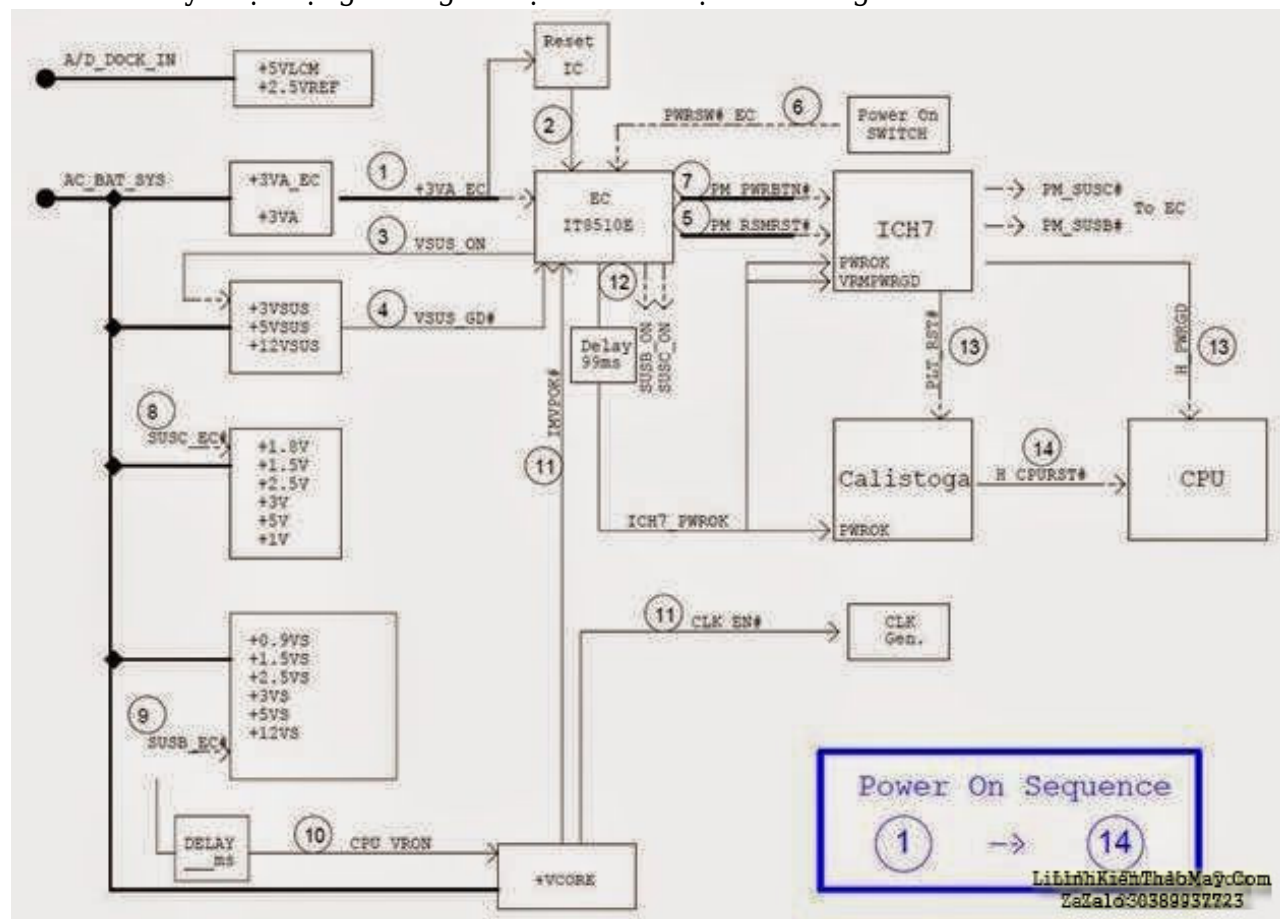 A/D_DOCK_IN
+5VLCM
+2.5VREF
Reset
IC
2
PWRSW#_EC
6
Power On
SWITCH
AC_BAT_SYS
+3VA_EC
+3VA
1
+3VA_EC
EC
IT8510E
7
PM_PWRBTN#
5
PM_RSMRST#
ICH7
PWROK
VRMPWRGD
PM_SUSC#
PM_SUSB#
To EC
3
VSUS_ON
+3VSUS
+5VSUS
+12VSUS
4
VSUS_GD#
12
Delay
99ms
SUSB_ON
SUSC_ON
IMVPOK#
11
PLT_RST#
13
H_PWRGD
13
8
SUSC_EC#
+1.8V
+1.5V
+2.5V
+3V
+5V
+1V
ICH7_PWROK
Calistoga
PWROK
14
H_CPURST#
CPU
+0.9VS
+1.5VS
+2.5VS
+3VS
+5VS
+12VS
9
SUSB_EC#
11
CLK_EN#
CLK
Gen.
DELAY
___ms
10
CPU_VRON
+VCORE
Power On Sequence
1 --> 14